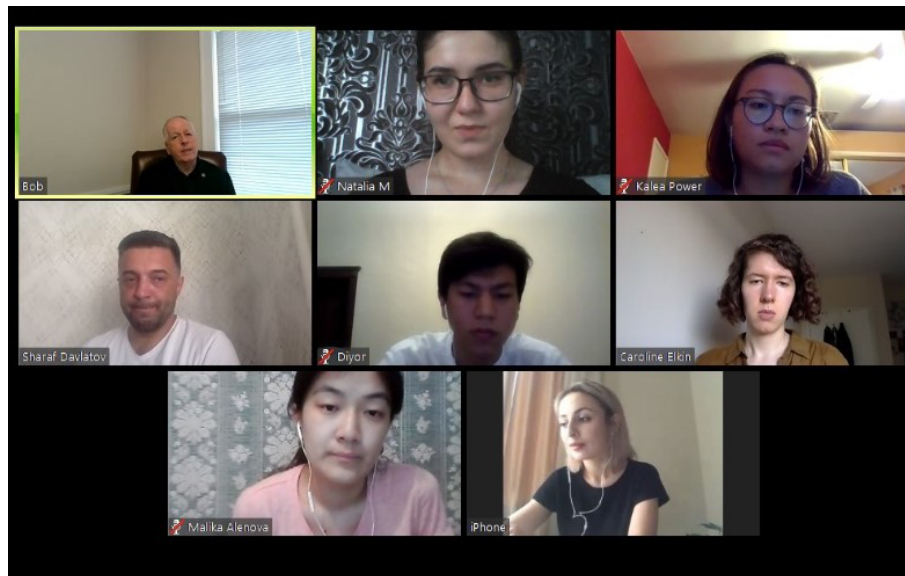 Bob
Natalia M
Kalea Power
Sharaf Davlatov
Diyor
Caroline Elkin
Malika Alenova
iPhone